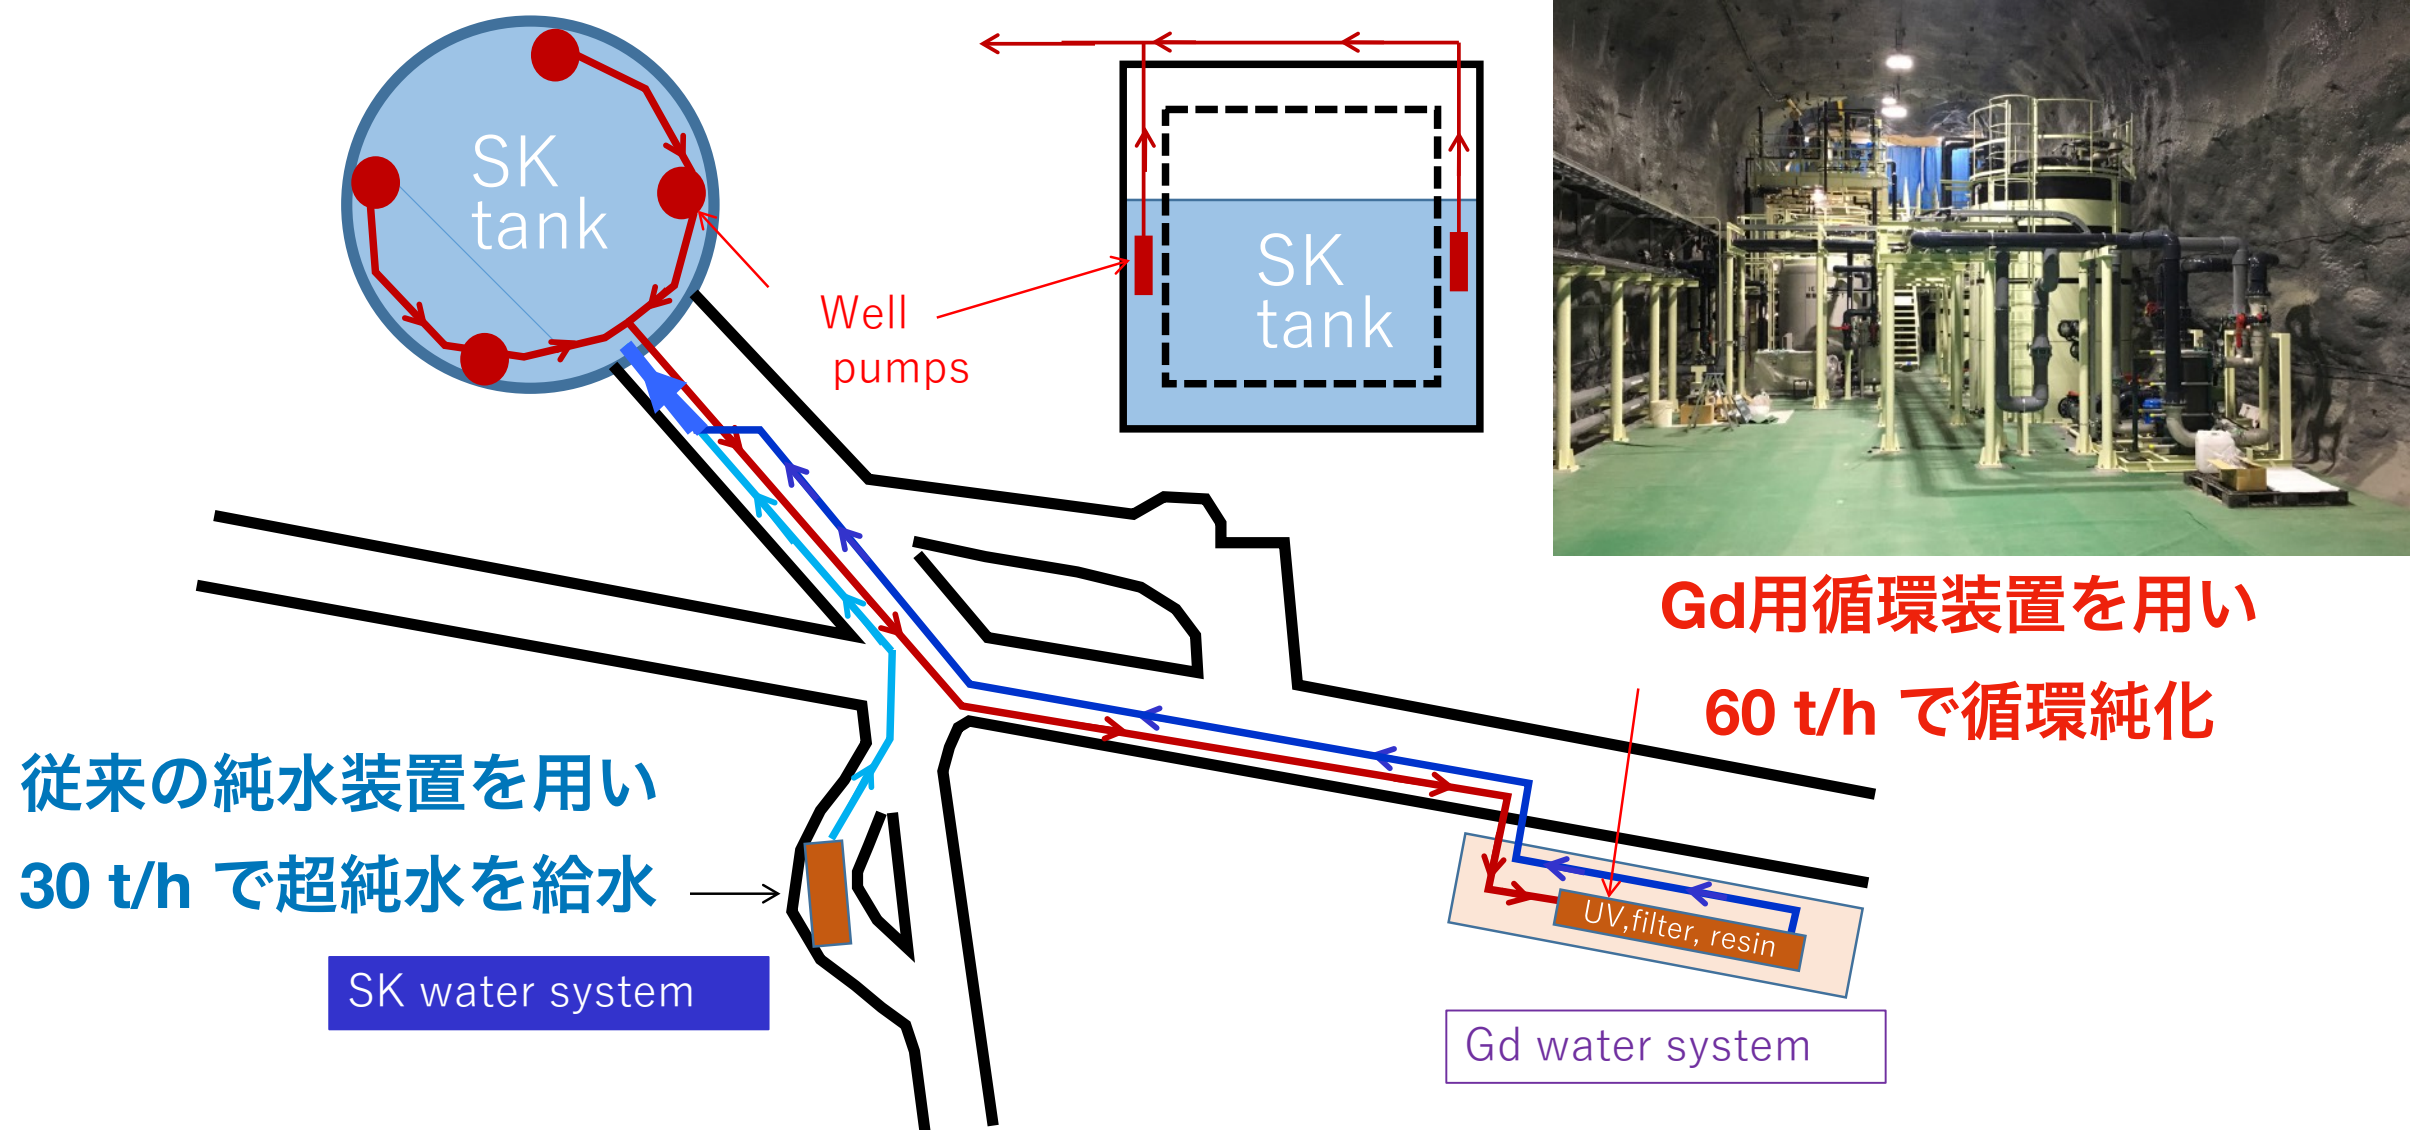 SK
tank
SK
tank
Well
pumps
Gd用循環装置を用い
60 t/h で循環純化
従来の純水装置を用い
30 t/h で超純水を給水
UV,filter, resin
SK water system
Gd water system